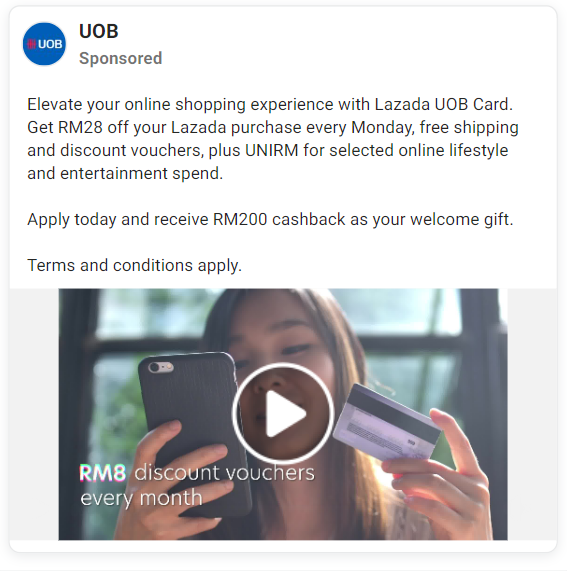 UOB
UOB
Sponsored
Elevate your online shopping experience with Lazada UOB Card.
Get RM28 off your Lazada purchase every Monday, free shipping
and discount vouchers, plus UNIRM for selected online lifestyle
and entertainment spend.
Apply today and receive RM200 cashback as your welcome gift.
Terms and conditions apply.
RM8 discount vouchers
every month